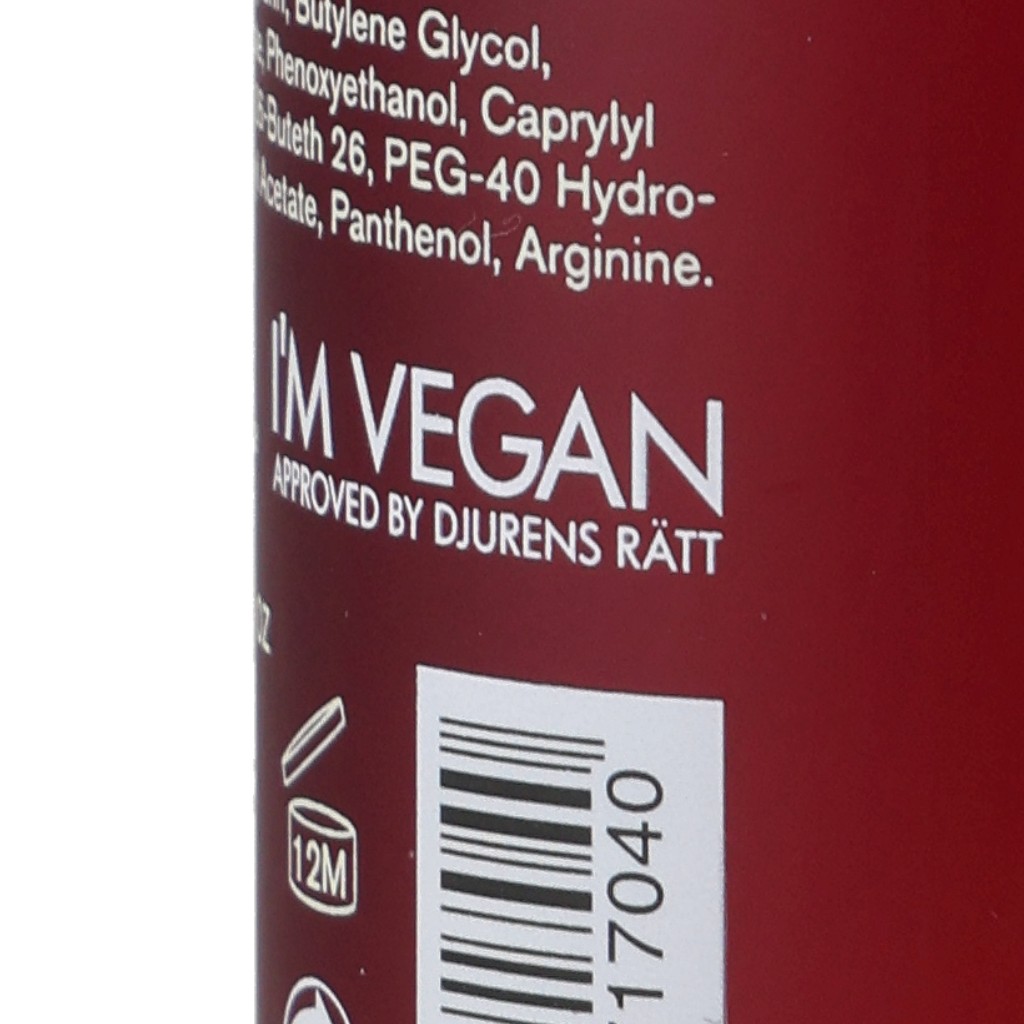 Butylene Glycol,
Phenoxyethanol, Caprylyl
-Buteth 26, PEG-40 Hydro-
Acetate, Panthenol, Arginine.
I'M VEGAN
APPROVED BY DJURENS RÄTT
OZ
12M
17040